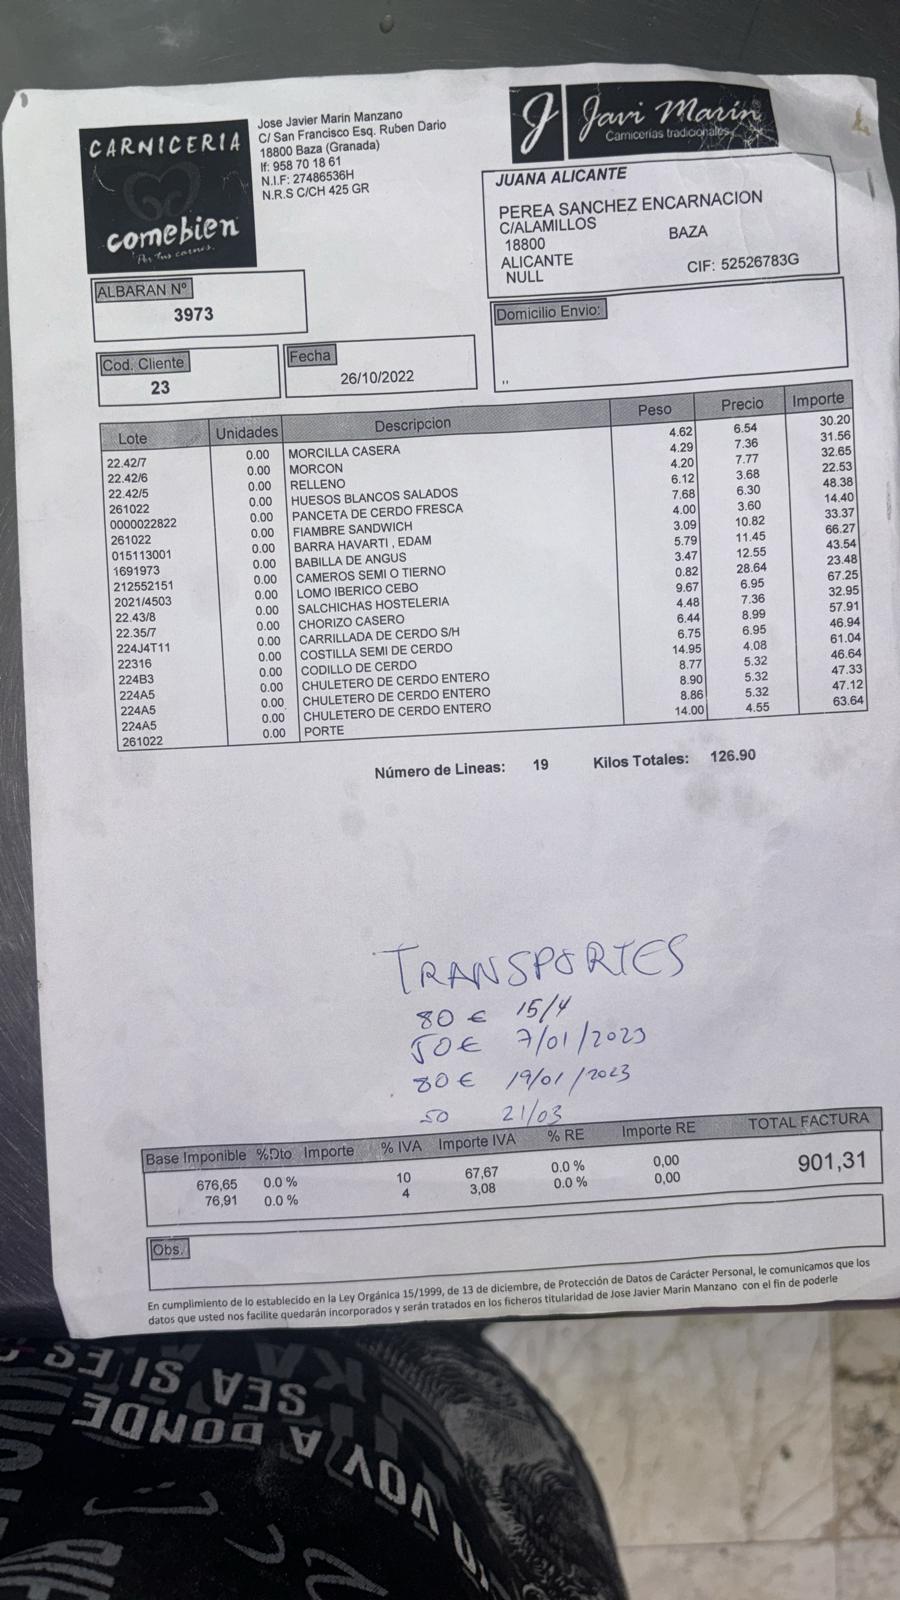 CARNICERIA
comebien
Por tus carnes.
Jose Javier Marin Manzano
C/ San Francisco Esq. Ruben Dario
18800 Baza (Granada)
lf: 958 70 18 61
N.I.F: 27486536H
N.R.S C/CH 425 GR
J Javi Marín
Carnicerías tradicionales
JUANA ALICANTE
PEREA SANCHEZ ENCARNACION
C/ALAMILLOS
18800 BAZA
ALICANTE
NULL CIF: 52526783G
ALBARAN Nº
3973
Domicilio Envio:
,,
Cod. Cliente
23
Fecha
26/10/2022
Lote Unidades Descripcion Peso Precio Importe
22.42/7 0.00 MORCILLA CASERA 4.62 6.54 30.20
22.42/6 0.00 MORCON 4.29 7.36 31.56
22.42/5 0.00 RELLENO 4.20 7.77 32.65
261022 0.00 HUESOS BLANCOS SALADOS 6.12 3.68 22.53
0000022822 0.00 PANCETA DE CERDO FRESCA 7.68 6.30 48.38
261022 0.00 FIAMBRE SANDWICH 4.00 3.60 14.40
015113001 0.00 BARRA HAVARTI , EDAM 3.09 10.82 33.37
1691973 0.00 BABILLA DE ANGUS 5.79 11.45 66.27
212552151 0.00 CAMEROS SEMI O TIERNO 3.47 12.55 43.54
2021/4503 0.00 LOMO IBERICO CEBO 0.82 28.64 23.48
22.43/8 0.00 SALCHICHAS HOSTELERIA 9.67 6.95 67.25
22.35/7 0.00 CHORIZO CASERO 4.48 7.36 32.95
224J4T11 0.00 CARRILLADA DE CERDO S/H 6.44 8.99 57.91
22316 0.00 COSTILLA SEMI DE CERDO 6.75 6.95 46.94
224B3 0.00 CODILLO DE CERDO 14.95 4.08 61.04
224A5 0.00 CHULETERO DE CERDO ENTERO 8.77 5.32 46.64
224A5 0.00 CHULETERO DE CERDO ENTERO 8.90 5.32 47.33
224A5 0.00 CHULETERO DE CERDO ENTERO 8.86 5.32 47.12
261022 0.00 PORTE 14.00 4.55 63.64
Número de Lineas: 19 Kilos Totales: 126.90
TRANSPORTES
80 € 15/4
50 € 7/01/2023
80 € 19/01/2023
50 21/03
Base Imponible %Dto Importe % IVA Importe IVA % RE Importe RE TOTAL FACTURA
676,65 0.0 % 10 67,67 0.0 % 0,00 901,31
76,91 0.0 % 4 3,08 0.0 % 0,00
Obs.
En cumplimiento de lo establecido en la Ley Orgánica 15/1999, de 13 de diciembre, de Protección de Datos de Carácter Personal, le comunicamos que los
datos que usted nos facilite quedarán incorporados y serán tratados en los ficheros titularidad de Jose Javier Marin Manzano con el fin de poderle
SEA SI ES
VOY A DONDE